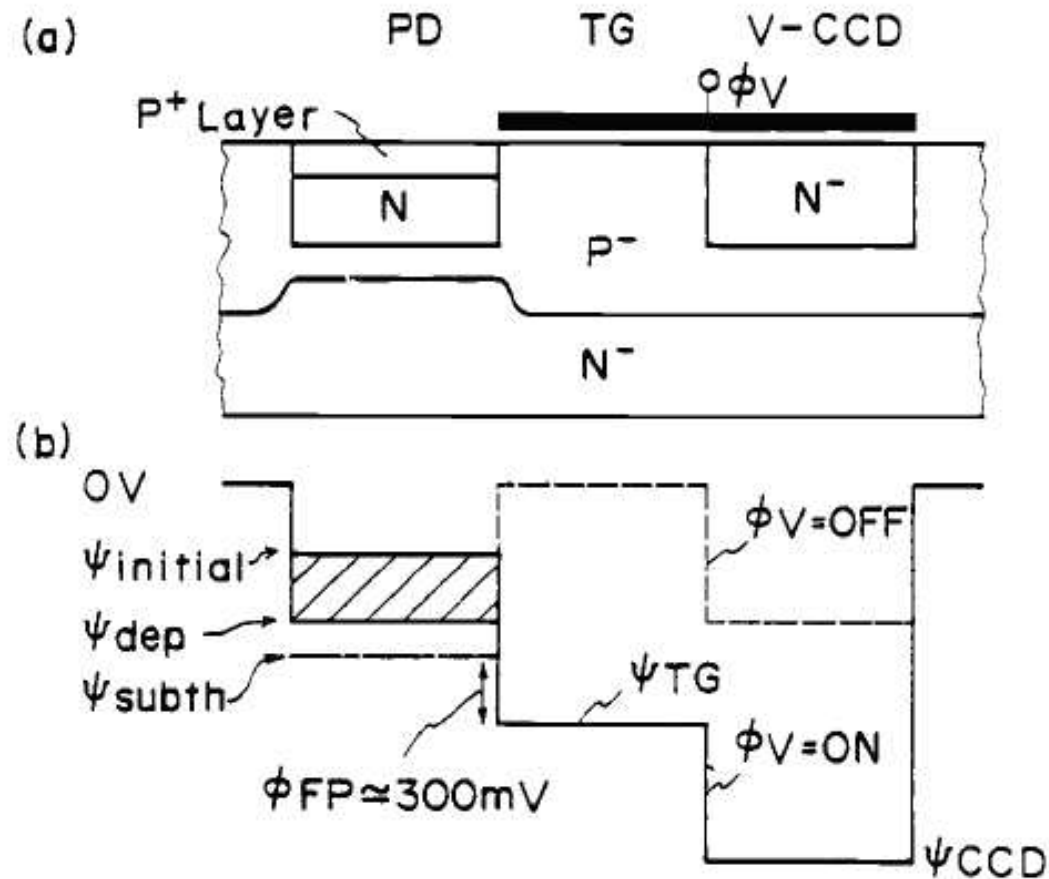 (a) PD TG V-CCD
ϕV
P⁺ Layer
N
N⁻
P⁻
N⁻
(b)
0V
ϕV=OFF
ψinitial
ψdep
ψsubth
ψTG
ϕV=ON
ϕFP≃300mV
ψCCD